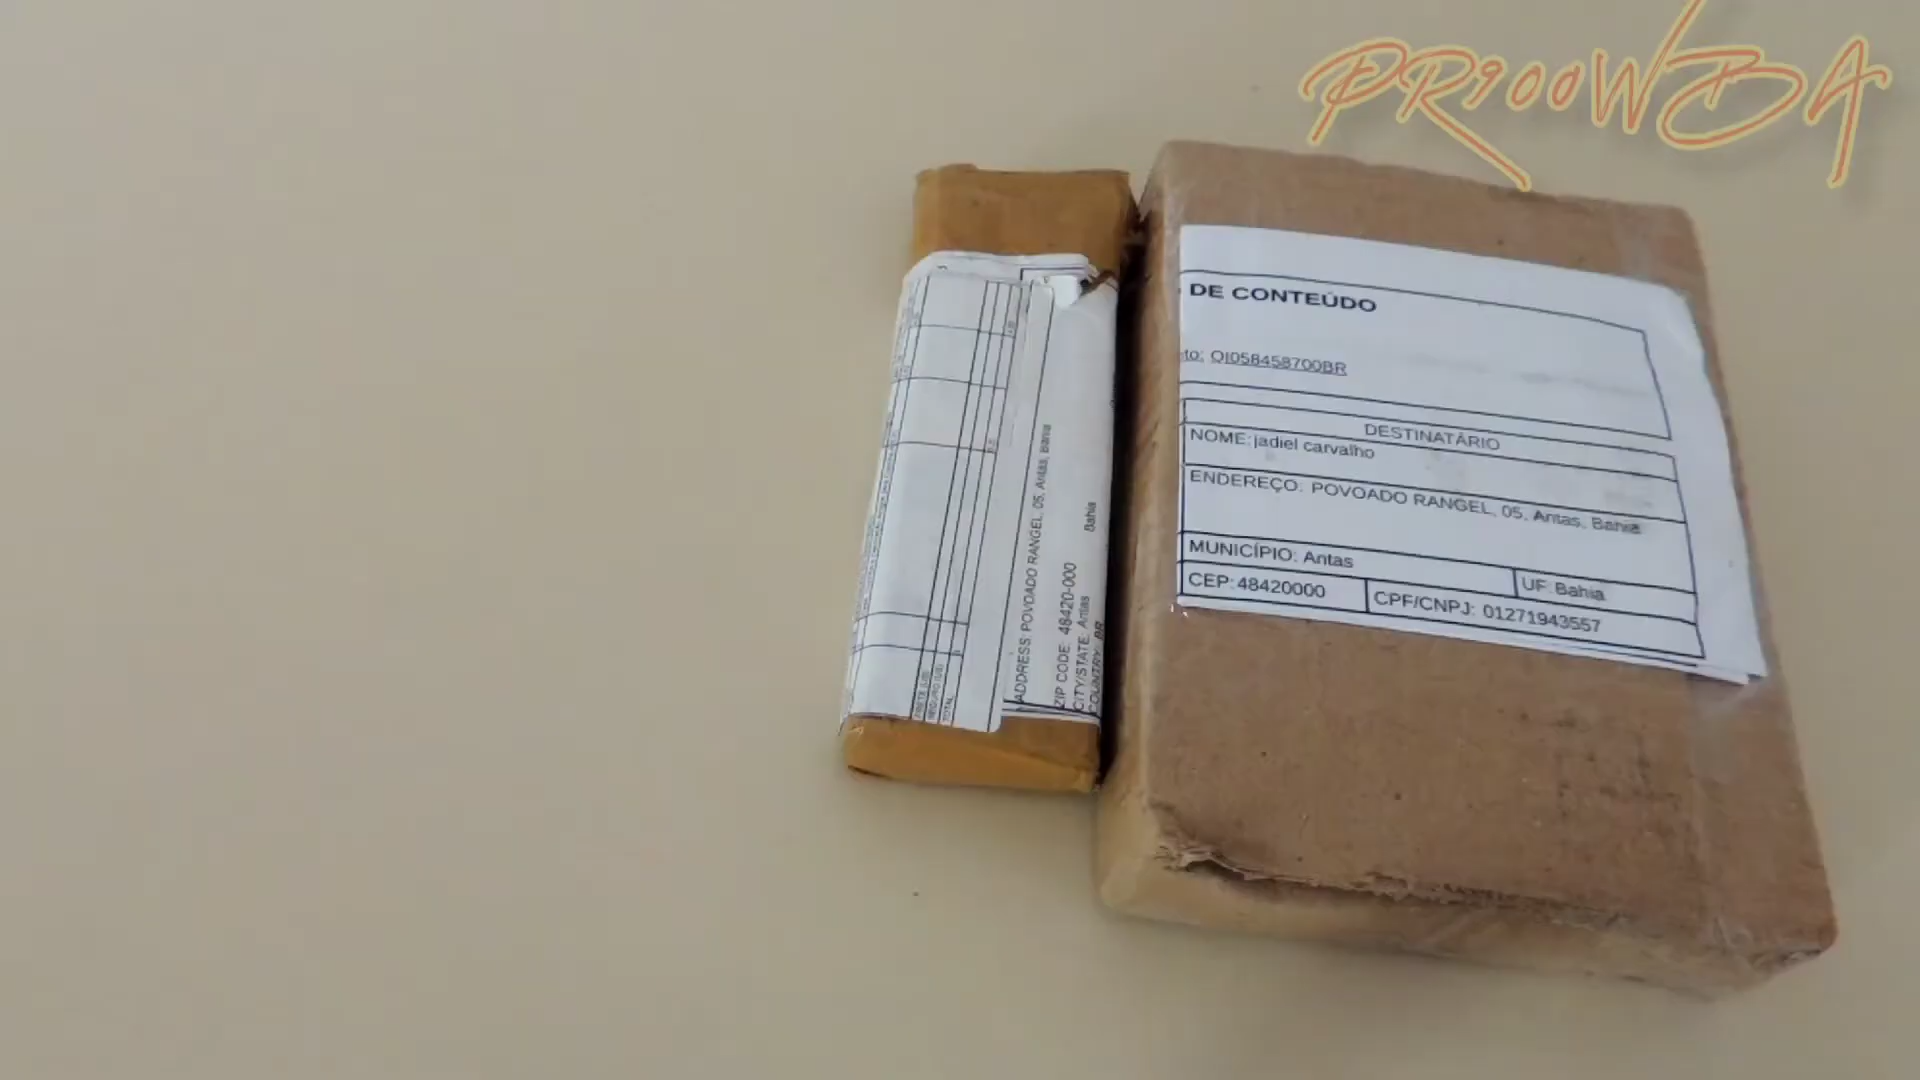 PR900WBA
DE CONTEÚDO
to: OI058458700BR
DESTINATÁRIO
NOME: jadiel carvalho
ENDEREÇO: POVOADO RANGEL, 05, Antas, Bahia
MUNICÍPIO: Antas
CEP: 48420000
UF: Bahia
CPF/CNPJ: 01271943557
ADDRESS: POVOADO RANGEL, 05, Antas, Bahia
ZIP CODE: 48420-000
CITY/STATE: Antas Bahia
COUNTRY: BR
TOTAL